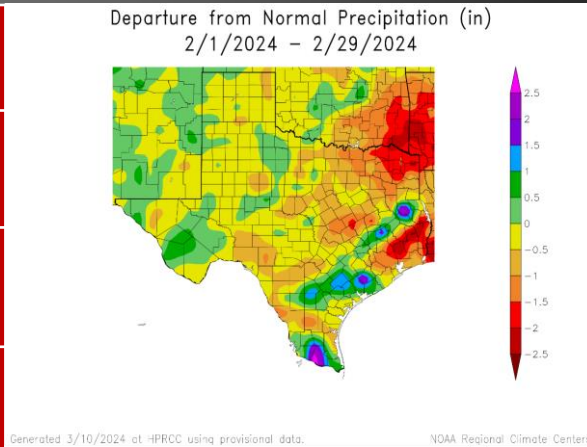 Departure from Normal Precipitation (in)
2/1/2024 – 2/29/2024
2.5
2
1.5
1
0.5
0
−0.5
−1
−1.5
−2
−2.5
Generated 3/10/2024 at HPRCC using provisional data.
NOAA Regional Climate Centers